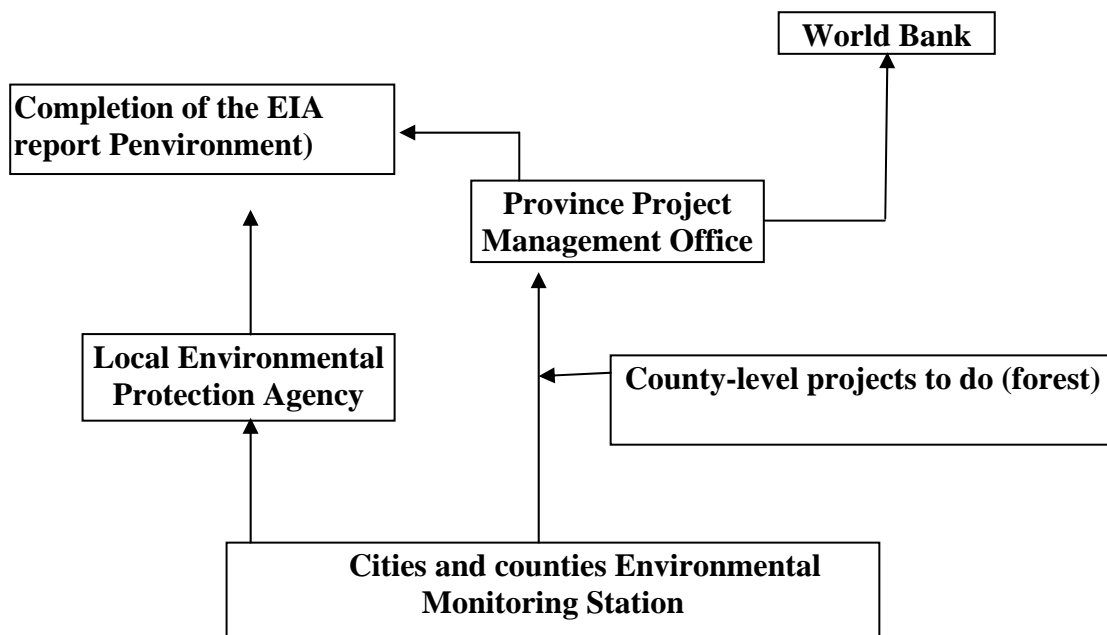 World Bank
Completion of the EIA
report Penvironment)
Province Project
Management Office
Local Environmental
Protection Agency
County-level projects to do (forest)
Cities and counties Environmental
Monitoring Station